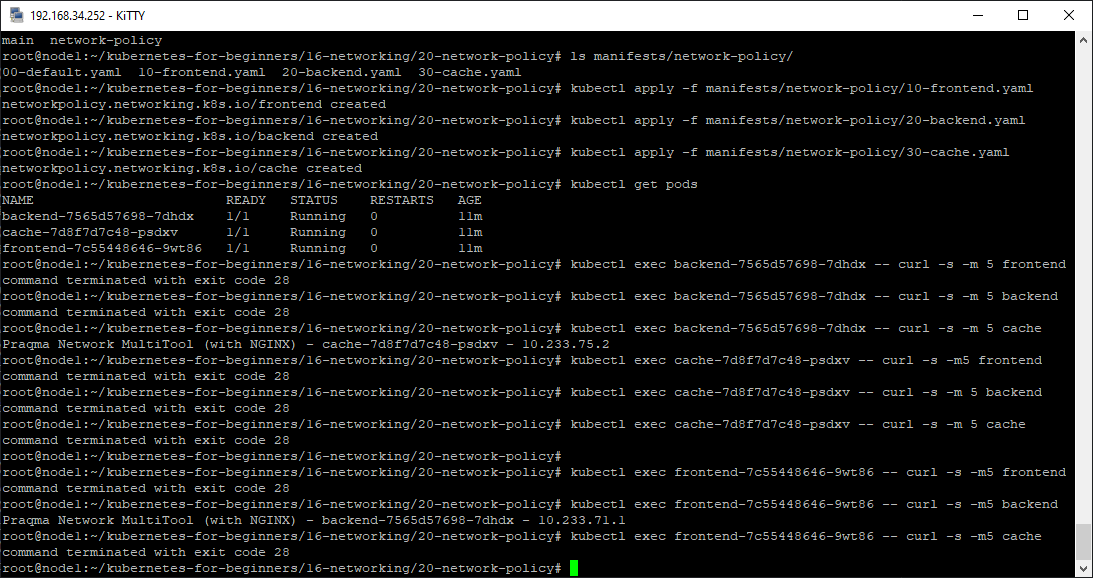 192.168.34.252 - KiTTY
main  network-policy
root@node1:~/kubernetes-for-beginners/16-networking/20-network-policy# ls manifests/network-policy/
00-default.yaml  10-frontend.yaml  20-backend.yaml  30-cache.yaml
root@node1:~/kubernetes-for-beginners/16-networking/20-network-policy# kubectl apply -f manifests/network-policy/10-frontend.yaml
networkpolicy.networking.k8s.io/frontend created
root@node1:~/kubernetes-for-beginners/16-networking/20-network-policy# kubectl apply -f manifests/network-policy/20-backend.yaml
networkpolicy.networking.k8s.io/backend created
root@node1:~/kubernetes-for-beginners/16-networking/20-network-policy# kubectl apply -f manifests/network-policy/30-cache.yaml
networkpolicy.networking.k8s.io/cache created
root@node1:~/kubernetes-for-beginners/16-networking/20-network-policy# kubectl get pods
NAME                        READY   STATUS    RESTARTS   AGE
backend-7565d57698-7dhdx    1/1     Running   0          11m
cache-7d8f7d7c48-psdxv      1/1     Running   0          11m
frontend-7c55448646-9wt86   1/1     Running   0          11m
root@node1:~/kubernetes-for-beginners/16-networking/20-network-policy# kubectl exec backend-7565d57698-7dhdx -- curl -s -m 5 frontend
command terminated with exit code 28
root@node1:~/kubernetes-for-beginners/16-networking/20-network-policy# kubectl exec backend-7565d57698-7dhdx -- curl -s -m 5 backend
command terminated with exit code 28
root@node1:~/kubernetes-for-beginners/16-networking/20-network-policy# kubectl exec backend-7565d57698-7dhdx -- curl -s -m 5 cache
Praqma Network MultiTool (with NGINX) - cache-7d8f7d7c48-psdxv - 10.233.75.2
root@node1:~/kubernetes-for-beginners/16-networking/20-network-policy# kubectl exec cache-7d8f7d7c48-psdxv -- curl -s -m5 frontend
command terminated with exit code 28
root@node1:~/kubernetes-for-beginners/16-networking/20-network-policy# kubectl exec cache-7d8f7d7c48-psdxv -- curl -s -m 5 backend
command terminated with exit code 28
root@node1:~/kubernetes-for-beginners/16-networking/20-network-policy# kubectl exec cache-7d8f7d7c48-psdxv -- curl -s -m 5 cache
command terminated with exit code 28
root@node1:~/kubernetes-for-beginners/16-networking/20-network-policy#
root@node1:~/kubernetes-for-beginners/16-networking/20-network-policy# kubectl exec frontend-7c55448646-9wt86 -- curl -s -m5 frontend
command terminated with exit code 28
root@node1:~/kubernetes-for-beginners/16-networking/20-network-policy# kubectl exec frontend-7c55448646-9wt86 -- curl -s -m5 backend
Praqma Network MultiTool (with NGINX) - backend-7565d57698-7dhdx - 10.233.71.1
root@node1:~/kubernetes-for-beginners/16-networking/20-network-policy# kubectl exec frontend-7c55448646-9wt86 -- curl -s -m5 cache
command terminated with exit code 28
root@node1:~/kubernetes-for-beginners/16-networking/20-network-policy#